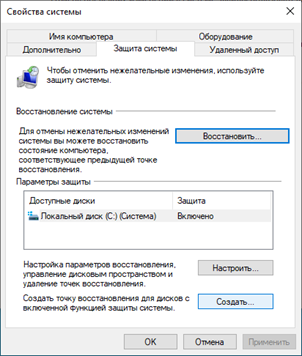 Свойства системы
Имя компьютера
Оборудование
Дополнительно
Защита системы
Удаленный доступ
Чтобы отменить нежелательные изменения, используйте
защиту системы.
Восстановление системы
Для отмены нежелательных изменений
системы вы можете восстановить
состояние компьютера,
соответствующее предыдущей точке
восстановления.
Восстановить...
Параметры защиты
Доступные диски
Защита
Локальный диск (C:) (Система)
Включено
Настройка параметров восстановления,
управление дисковым пространством и
удаление точек восстановления.
Настроить...
Создать точку восстановления для дисков с
включенной функцией защиты системы.
Создать...
ОК
Отмена
Применить